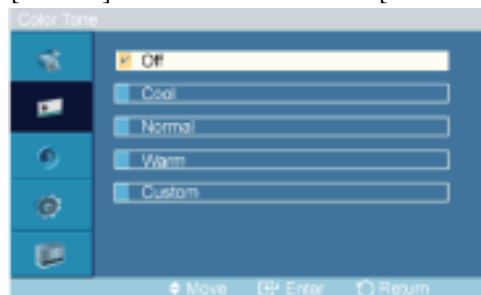 Color Tone
Off
Cool
Normal
Warm
Custom
Move Enter Return